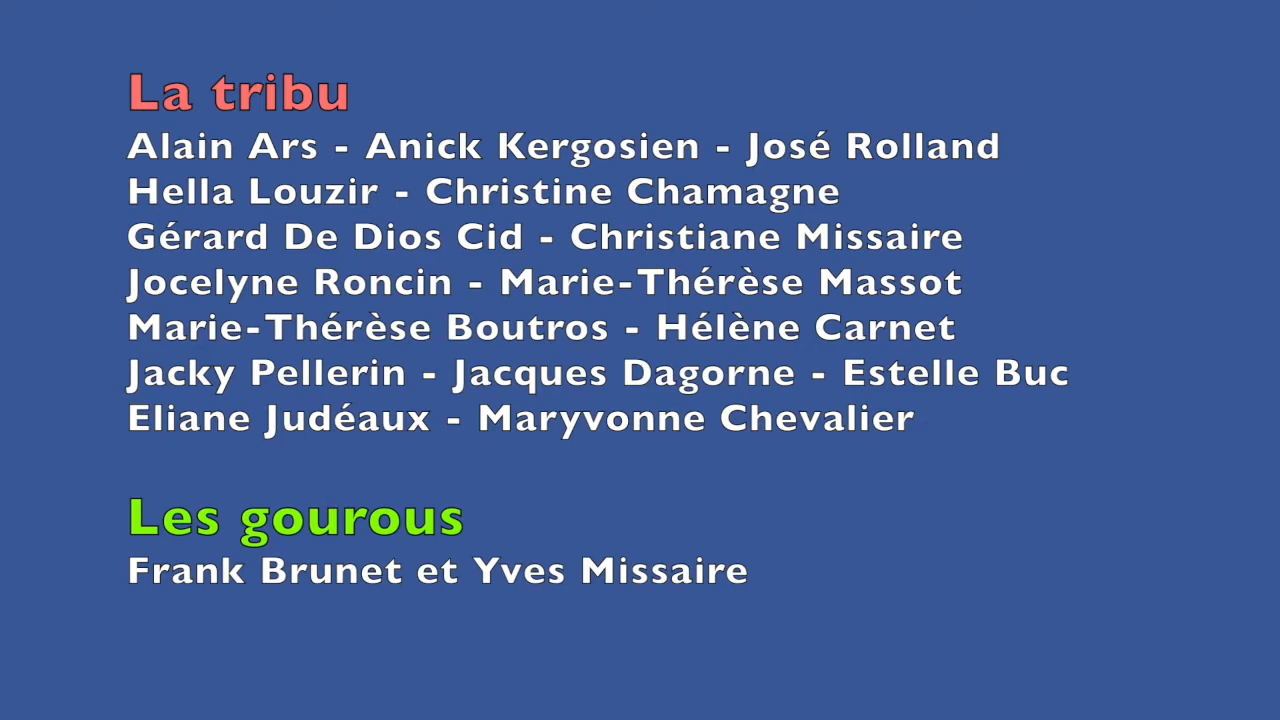 La tribu
Alain Ars - Anick Kergosien - José Rolland
Hella Louzir - Christine Chamagne
Gérard De Dios Cid - Christiane Missaire
Jocelyne Roncin - Marie-Thérèse Massot
Marie-Thérèse Boutros - Hélène Carnet
Jacky Pellerin - Jacques Dagorne - Estelle Buc
Eliane Judéaux - Maryvonne Chevalier
Les gourous
Frank Brunet et Yves Missaire